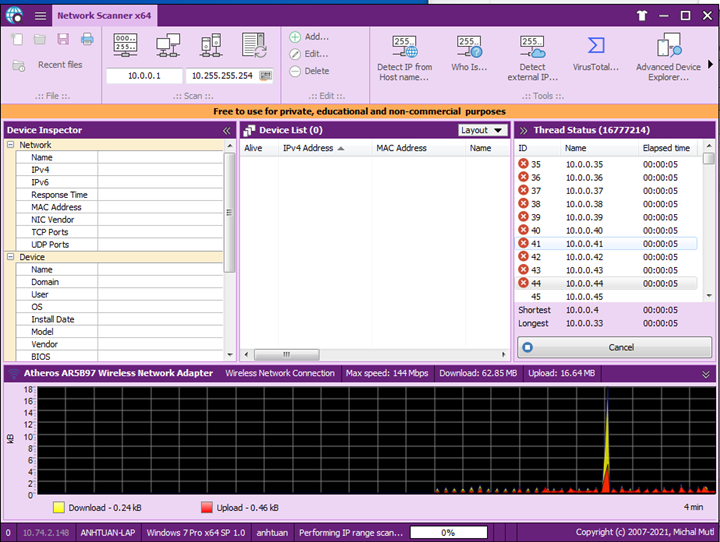 Network Scanner x64
000... 255...
255...
255...
255...
Add...
Edit...
Delete
Recent files
10.0.0.1
10.255.255.254
Detect IP from Host name...
Who Is...
Detect external IP...
VirusTotal...
Advanced Device Explorer...
.:: File ::.
.:: Scan ::.
.:: Edit ::.
.:: Tools ::.
Free to use for private, educational and non-commercial purposes
Device Inspector
Network
Name
IPv4
IPv6
Response Time
MAC Address
NIC Vendor
TCP Ports
UDP Ports
Device
Name
Domain
User
OS
Install Date
Model
Vendor
BIOS
Device List (0)
Layout
Alive IPv4 Address MAC Address Name
Thread Status (16777214)
ID Name Elapsed time
35 10.0.0.35 00:00:05
36 10.0.0.36 00:00:05
37 10.0.0.37 00:00:05
38 10.0.0.38 00:00:05
39 10.0.0.39 00:00:05
40 10.0.0.40 00:00:05
41 10.0.0.41 00:00:05
42 10.0.0.42 00:00:05
43 10.0.0.43 00:00:05
44 10.0.0.44 00:00:05
45 10.0.0.45 00:00:05
Shortest 10.0.0.4 00:00:05
Longest 10.0.0.33 00:00:05
Cancel
Atheros AR5B97 Wireless Network Adapter Wireless Network Connection Max speed: 144 Mbps Download: 62.85 MB Upload: 16.64 MB
18
16
14
12
10
8
6
4
2
0
kB
Download - 0.24 kB
Upload - 0.46 kB
4 min
0 10.74.2.148 ANHTUAN-LAP Windows 7 Pro x64 SP 1.0 anhtuan Performing IP range scan... 0% Copyright (c) 2007-2021, Michal Mutl